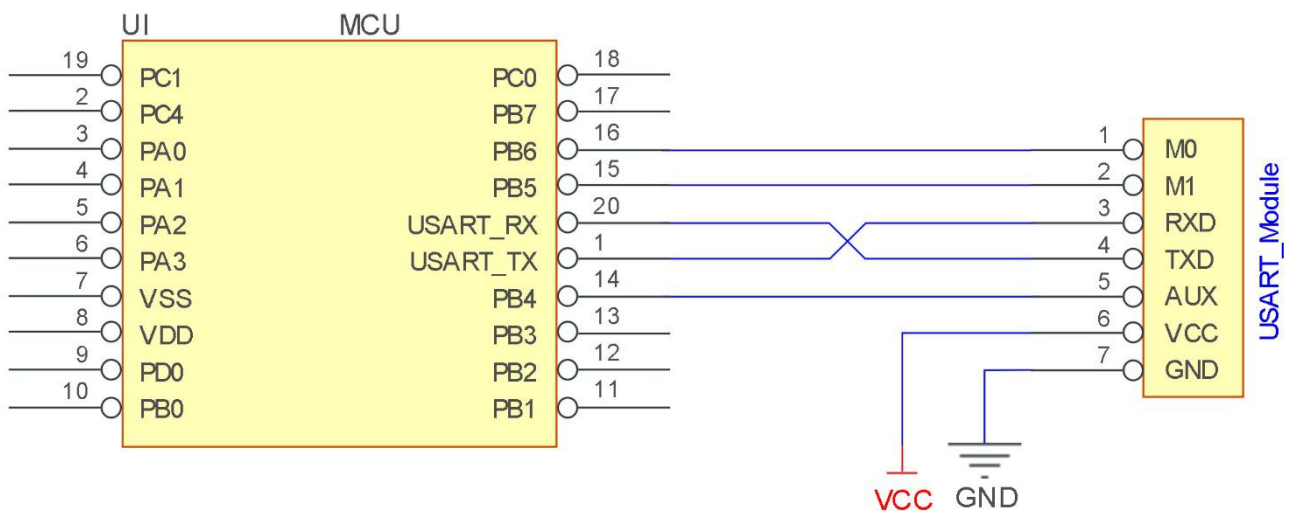 UI MCU
19 PC1 PC0 18
2 PC4 PB7 17
3 PA0 PB6 16 1 M0
4 PA1 PB5 15 2 M1
5 PA2 USART_RX 20 3 RXD
6 PA3 USART_TX 1 4 TXD
7 VSS PB4 14 5 AUX
8 VDD PB3 13 6 VCC
9 PD0 PB2 12 7 GND
10 PB0 PB1 11
USART_Module
VCC GND